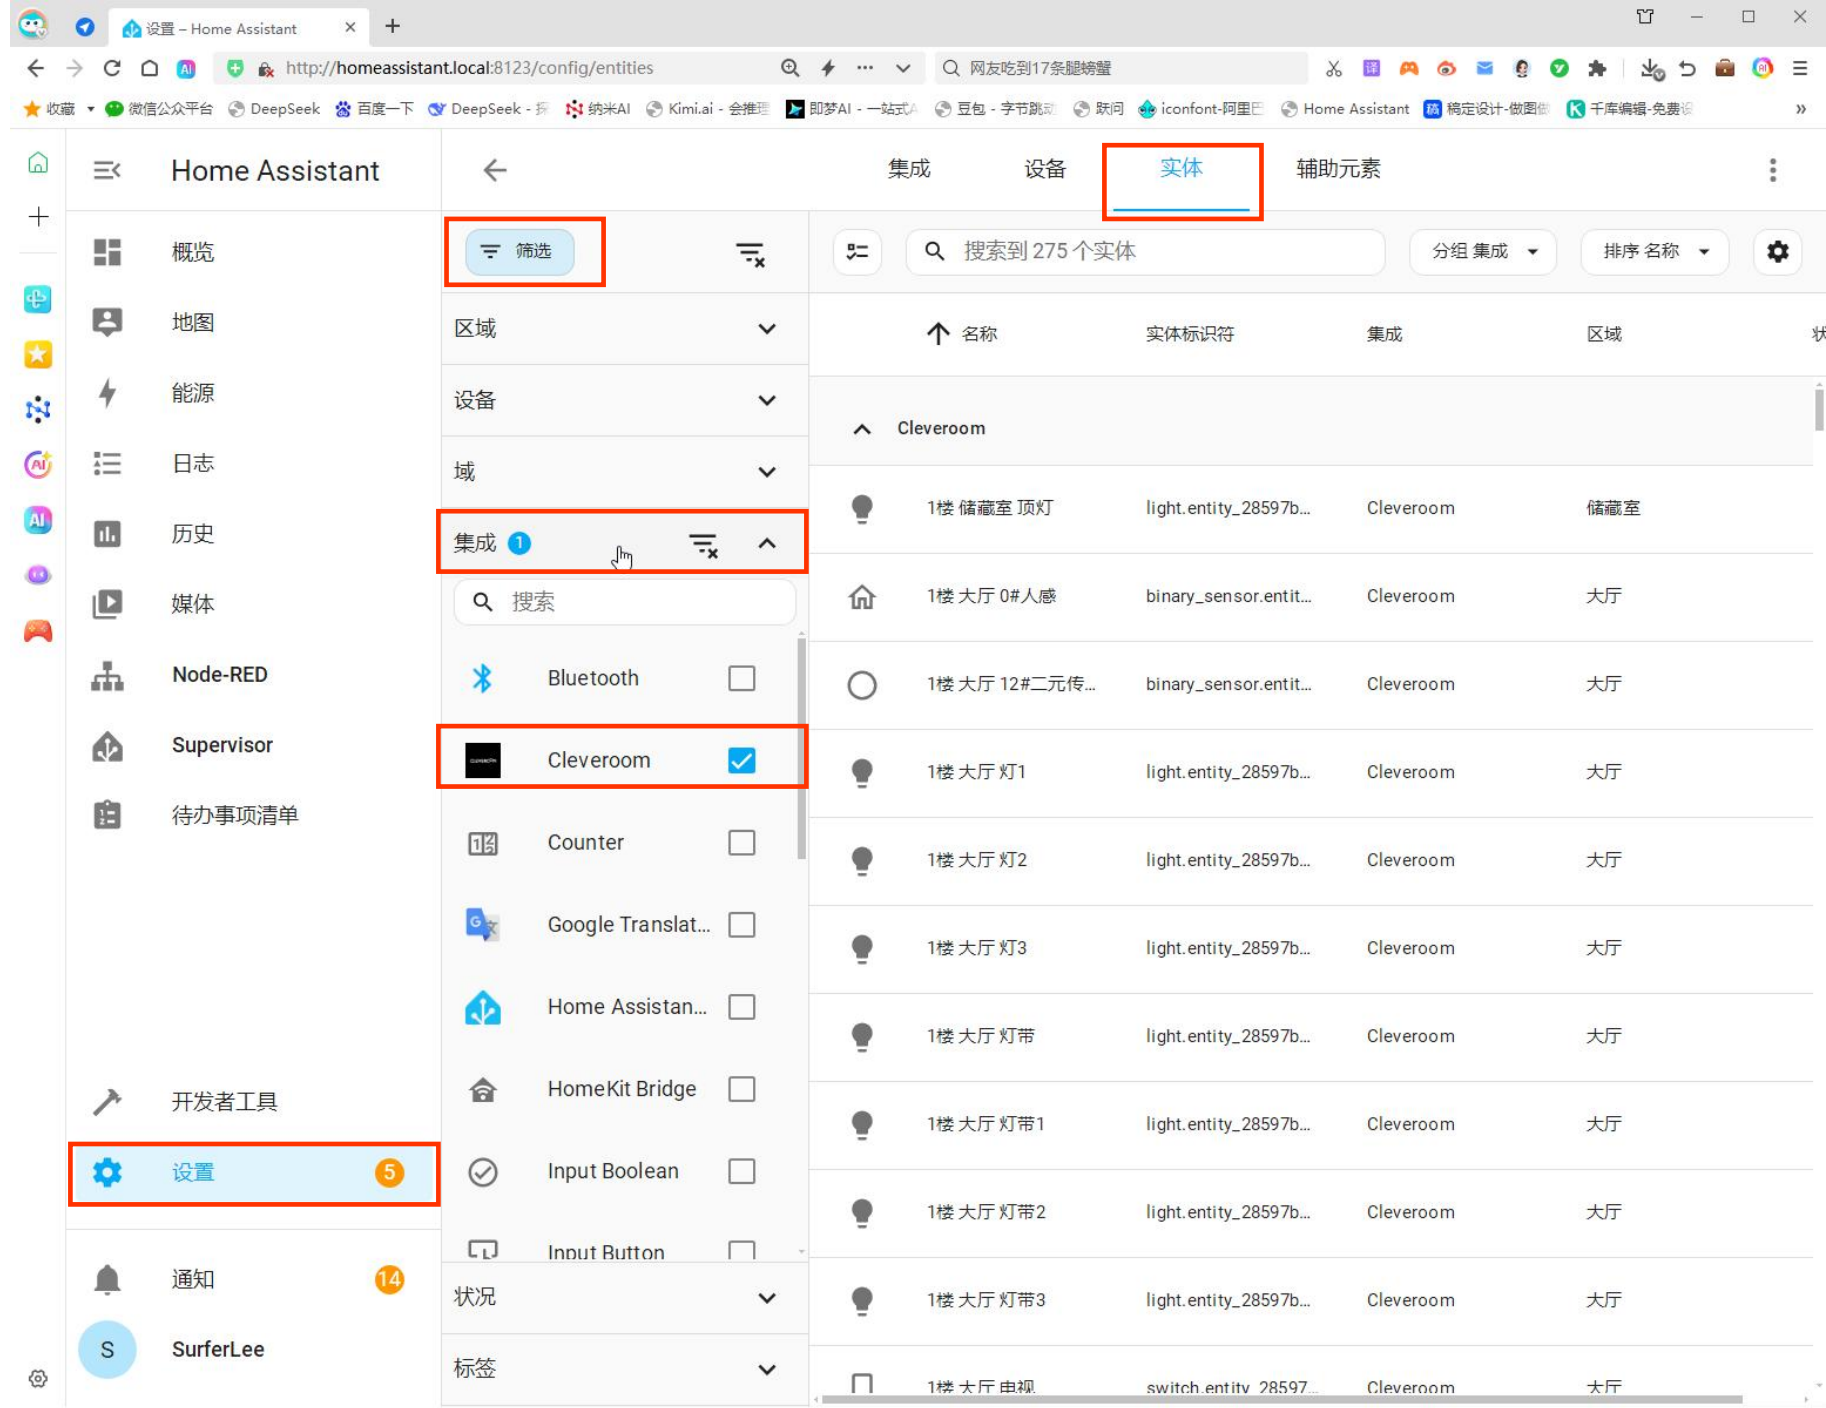 设置 – Home Assistant
http://homeassistant.local:8123/config/entities
网友吃到17条腿螃蟹
收藏
微信公众平台
DeepSeek
百度一下
DeepSeek - 探
纳米AI
Kimi.ai - 会推理
即梦AI - 一站式A
豆包 - 字节跳动
跃问
iconfont-阿里巴
Home Assistant
稿定设计-做图做
千库编辑-免费设
Home Assistant
集成
设备
实体
辅助元素
概览
地图
能源
日志
历史
媒体
Node-RED
Supervisor
待办事项清单
开发者工具
设置 5
通知 14
S SurferLee
筛选
区域
设备
域
集成 1
搜索
Bluetooth
Cleveroom
Counter
Google Translat...
Home Assistan...
HomeKit Bridge
Input Boolean
Input Button
状况
标签
搜索到 275 个实体
分组 集成
排序 名称
名称 实体标识符 集成 区域 状
Cleveroom
1楼 储藏室 顶灯 light.entity_28597b... Cleveroom 储藏室
1楼 大厅 0#人感 binary_sensor.entit... Cleveroom 大厅
1楼 大厅 12#二元传... binary_sensor.entit... Cleveroom 大厅
1楼 大厅 灯1 light.entity_28597b... Cleveroom 大厅
1楼 大厅 灯2 light.entity_28597b... Cleveroom 大厅
1楼 大厅 灯3 light.entity_28597b... Cleveroom 大厅
1楼 大厅 灯带 light.entity_28597b... Cleveroom 大厅
1楼 大厅 灯带1 light.entity_28597b... Cleveroom 大厅
1楼 大厅 灯带2 light.entity_28597b... Cleveroom 大厅
1楼 大厅 灯带3 light.entity_28597b... Cleveroom 大厅
1楼 大厅 电视 switch.entity_28597... Cleveroom 大厅